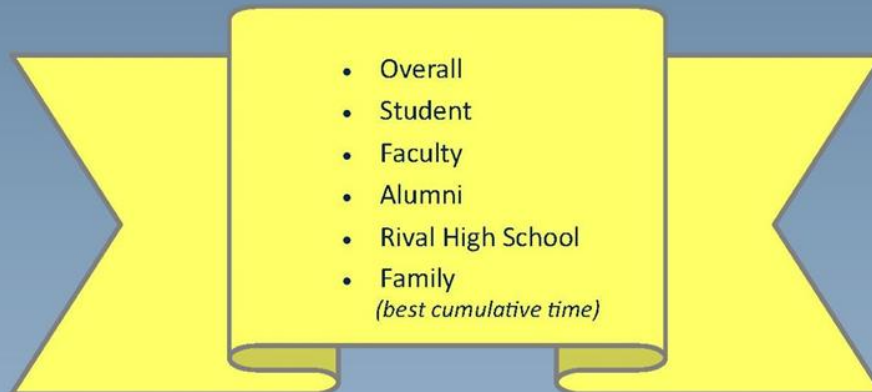 • Overall
• Student
• Faculty
• Alumni
• Rival High School
• Family
(best cumulative time)